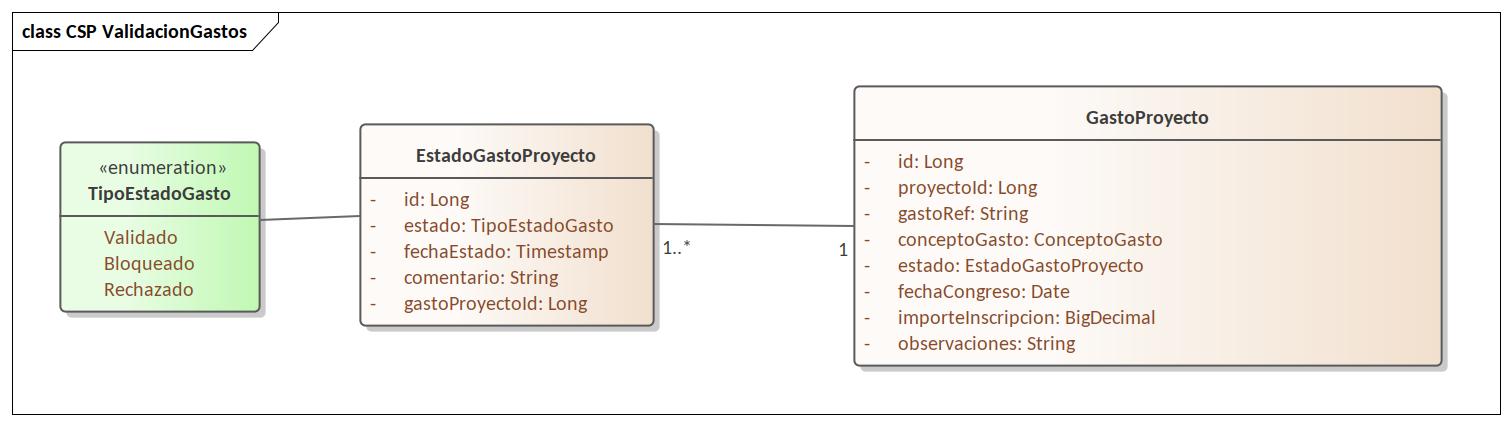 class CSP ValidacionGastos
«enumeration»
TipoEstadoGasto
Validado
Bloqueado
Rechazado
EstadoGastoProyecto
- id: Long
- estado: TipoEstadoGasto
- fechaEstado: Timestamp
- comentario: String
- gastoProyectoId: Long
1..*
1
GastoProyecto
- id: Long
- proyectoId: Long
- gastoRef: String
- conceptoGasto: ConceptoGasto
- estado: EstadoGastoProyecto
- fechaCongreso: Date
- importeInscripcion: BigDecimal
- observaciones: String